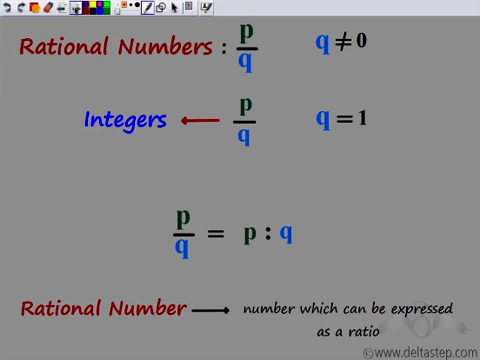 Rational Numbers : p/q q ≠ 0
Integers ← p/q q = 1
p/q = p : q
Rational Number → number which can be expressed
as a ratio
©www.deltastep.com